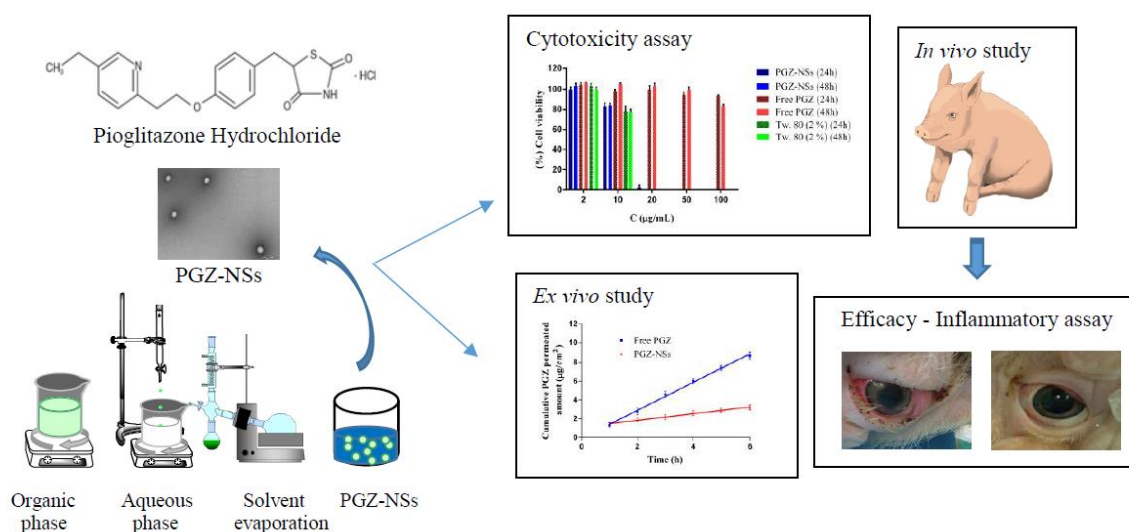 CH₃
N
O
S
O
O
NH
· HCl
Pioglitazone Hydrochloride
PGZ-NSs
Organic
phase
Aqueous
phase
Solvent
evaporation
PGZ-NSs
Cytotoxicity assay
(%) Cell viability
120
100
80
60
40
20
0
2 10 20 50 100
C (µg/mL)
PGZ-NSs (24h)
PGZ-NSs (48h)
Free PGZ (24h)
Free PGZ (48h)
Tw. 80 (2 %) (24h)
Tw. 80 (2 %) (48h)
Ex vivo study
Cumulative PGZ permeated
amount (µg/cm²)
12
10
8
6
4
2
0
0 2 4 6
Time (h)
Free PGZ
PGZ-NSs
In vivo study
Efficacy - Inflammatory assay